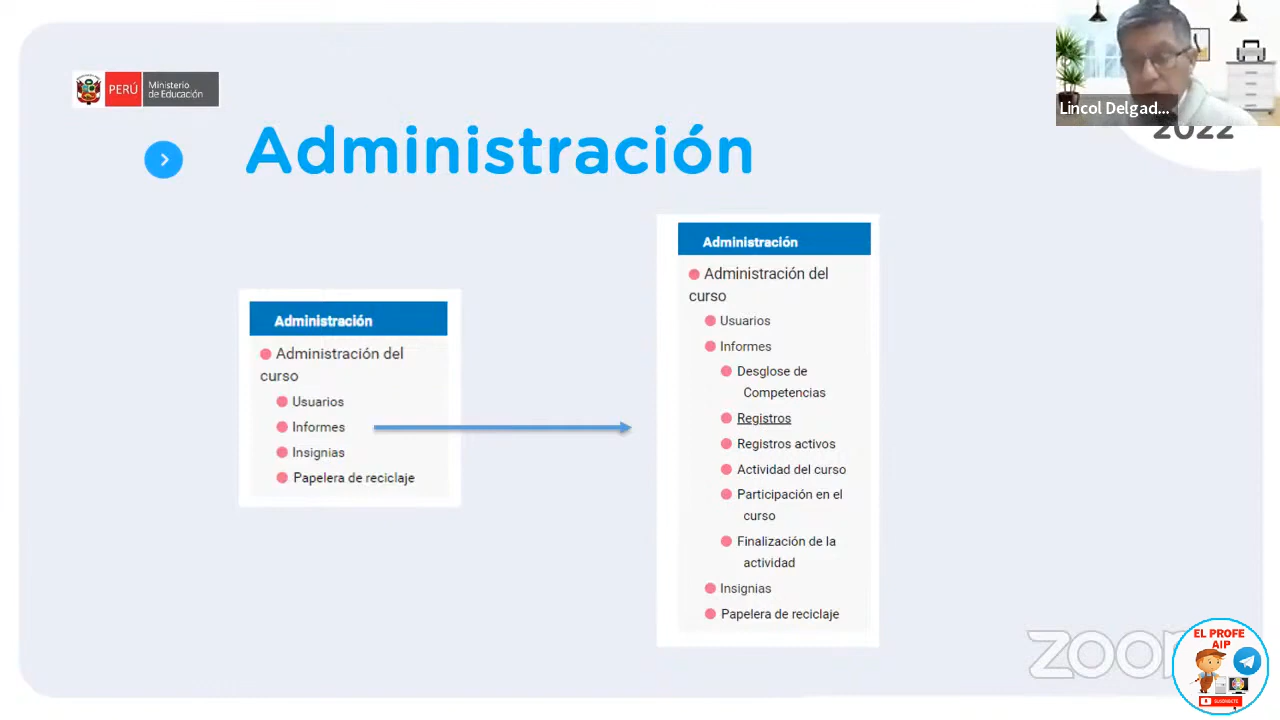 PERÚ
Ministerio
de Educación
Lincol Delgad...
2022
Administración
Administración
Administración del
curso
Usuarios
Informes
Insignias
Papelera de reciclaje
Administración
Administración del
curso
Usuarios
Informes
Desglose de
Competencias
Registros
Registros activos
Actividad del curso
Participación en el
curso
Finalización de la
actividad
Insignias
Papelera de reciclaje
zoom
EL PROFE
AIP